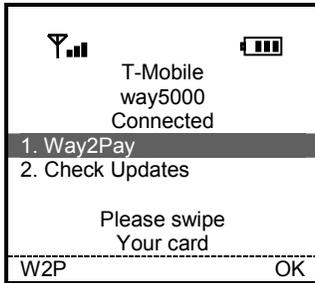 T-Mobile
way5000
Connected
1. Way2Pay
2. Check Updates
Please swipe
Your card
W2P OK